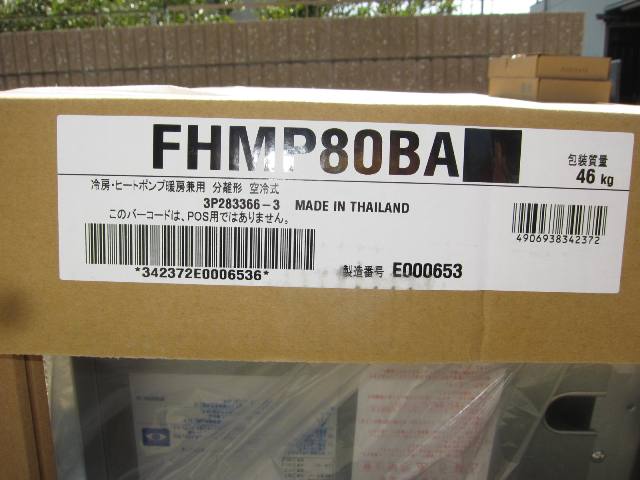 FHMP80BA
包装質量
46 kg
冷房・ヒートポンプ暖房兼用 分離形 空冷式
3P283366-3 MADE IN THAILAND
このバーコードは、POS用ではありません。
4906938342372
*342372E0006536*
製造番号 E000653